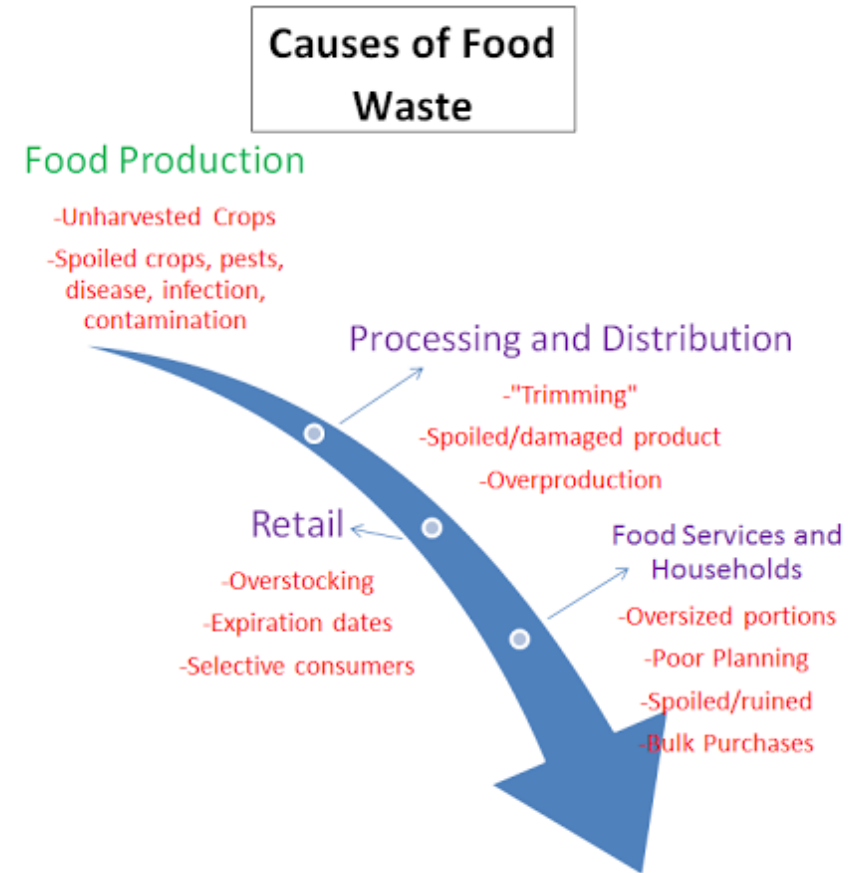 Causes of Food
Waste
Food Production
-Unharvested Crops
-Spoiled crops, pests,
disease, infection,
contamination
Processing and Distribution
-"Trimming"
-Spoiled/damaged product
-Overproduction
Retail
-Overstocking
-Expiration dates
-Selective consumers
Food Services and
Households
-Oversized portions
-Poor Planning
-Spoiled/ruined
-Bulk Purchases